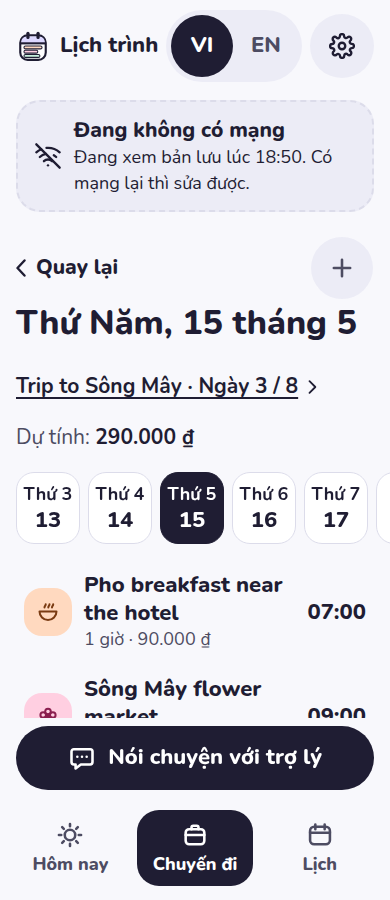 Lịch trình
VI
EN
Đang không có mạng
Đang xem bản lưu lúc 18:50. Có
mạng lại thì sửa được.
Quay lại
Thứ Năm, 15 tháng 5
Trip to Sông Mây · Ngày 3 / 8
Dự tính: 290.000 ₫
Thứ 3
13
Thứ 4
14
Thứ 5
15
Thứ 6
16
Thứ 7
17
Pho breakfast near
the hotel
07:00
1 giờ · 90.000 ₫
Sông Mây flower
market
09:00
Nói chuyện với trợ lý
Hôm nay
Chuyến đi
Lịch